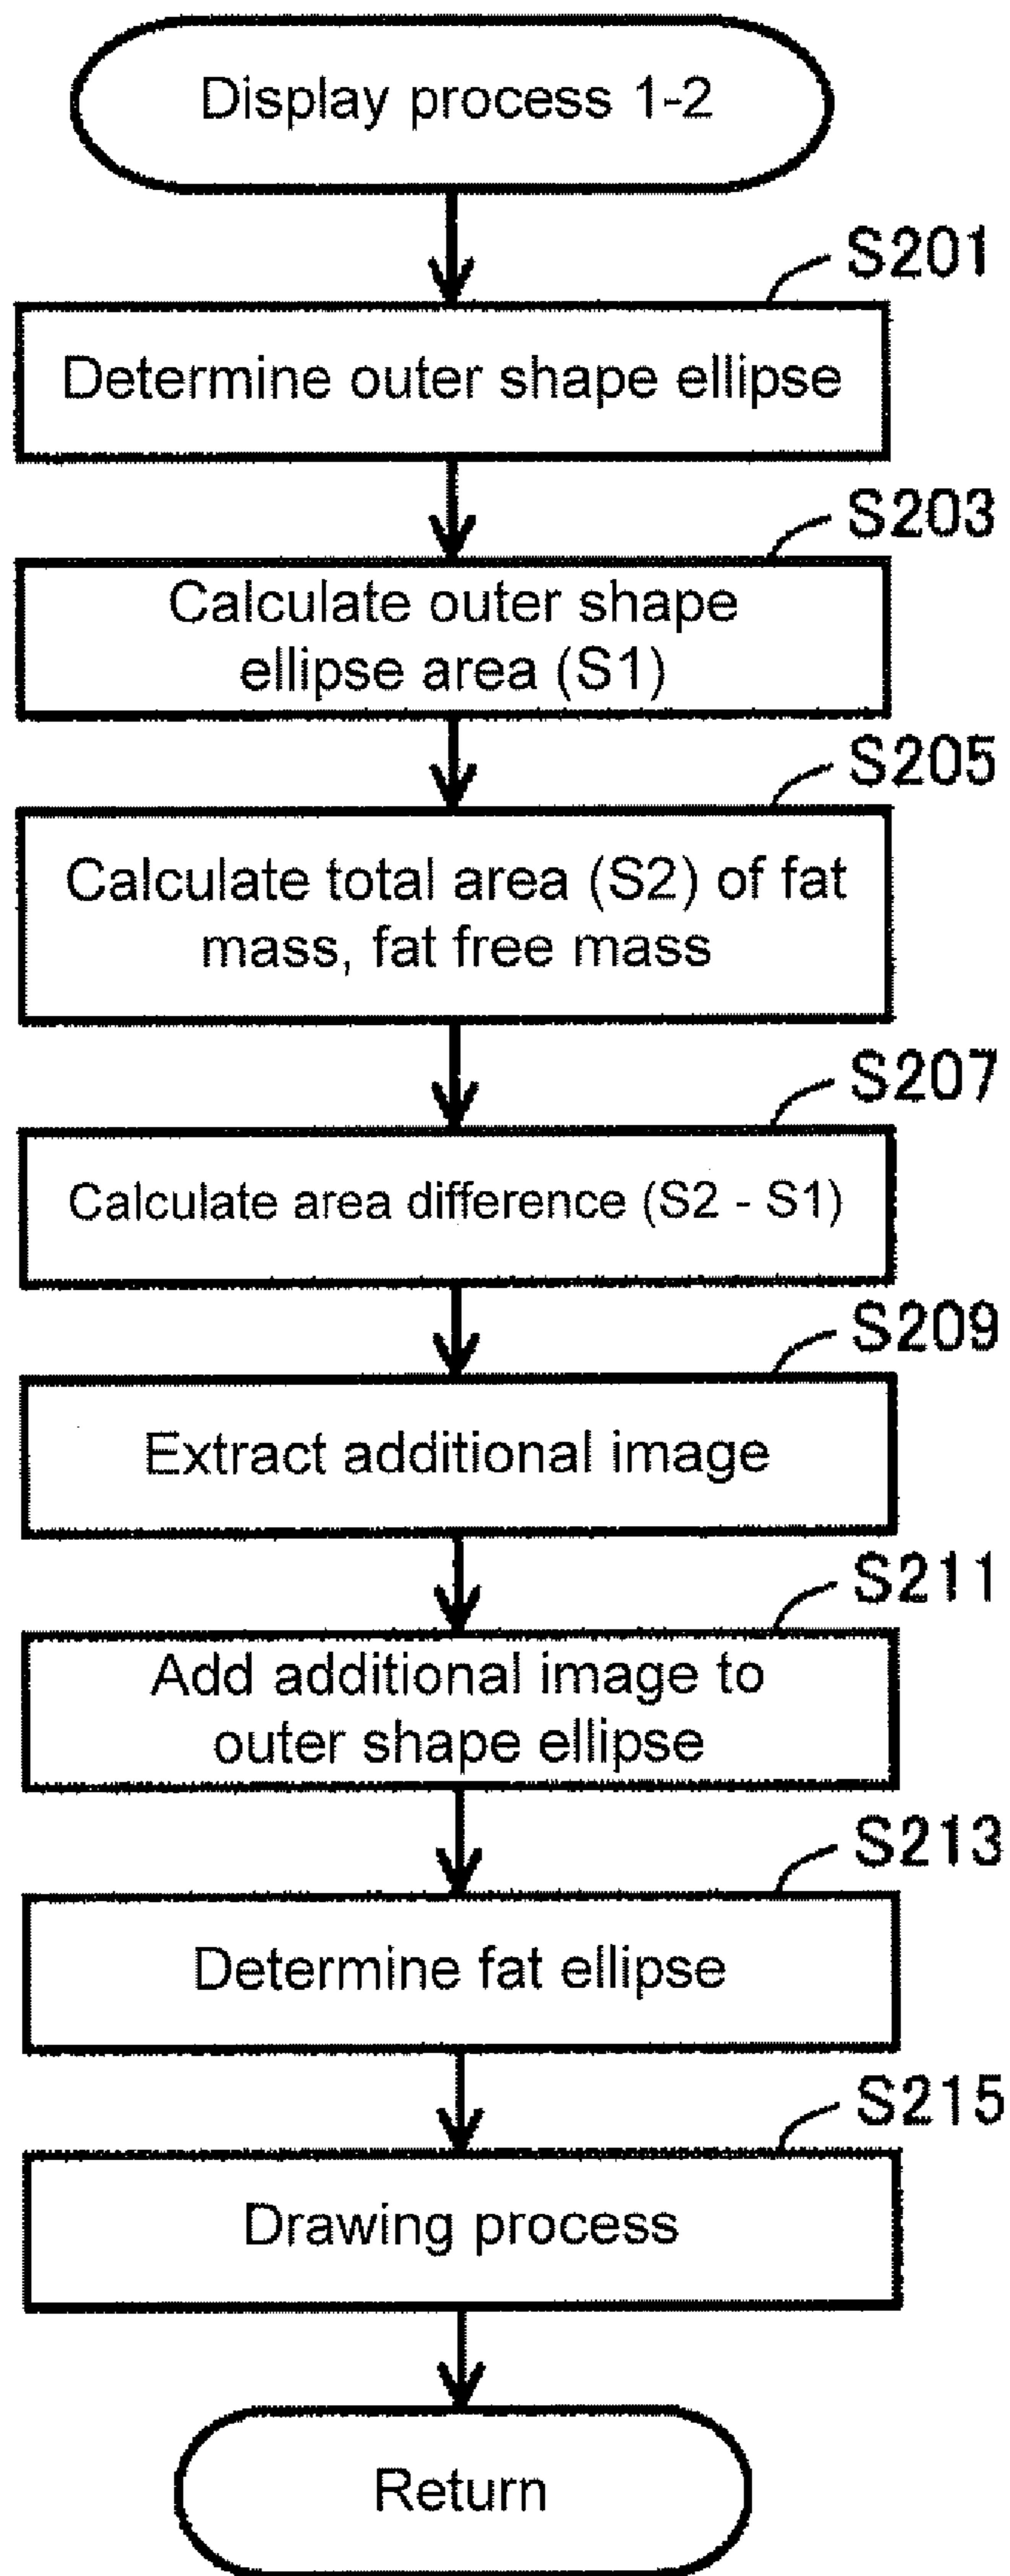 Display process 1-2
S201
Determine outer shape ellipse
S203
Calculate outer shape
ellipse area (S1)
S205
Calculate total area (S2) of fat
mass, fat free mass
S207
Calculate area difference (S2 - S1)
S209
Extract additional image
S211
Add additional image to
outer shape ellipse
S213
Determine fat ellipse
S215
Drawing process
Return